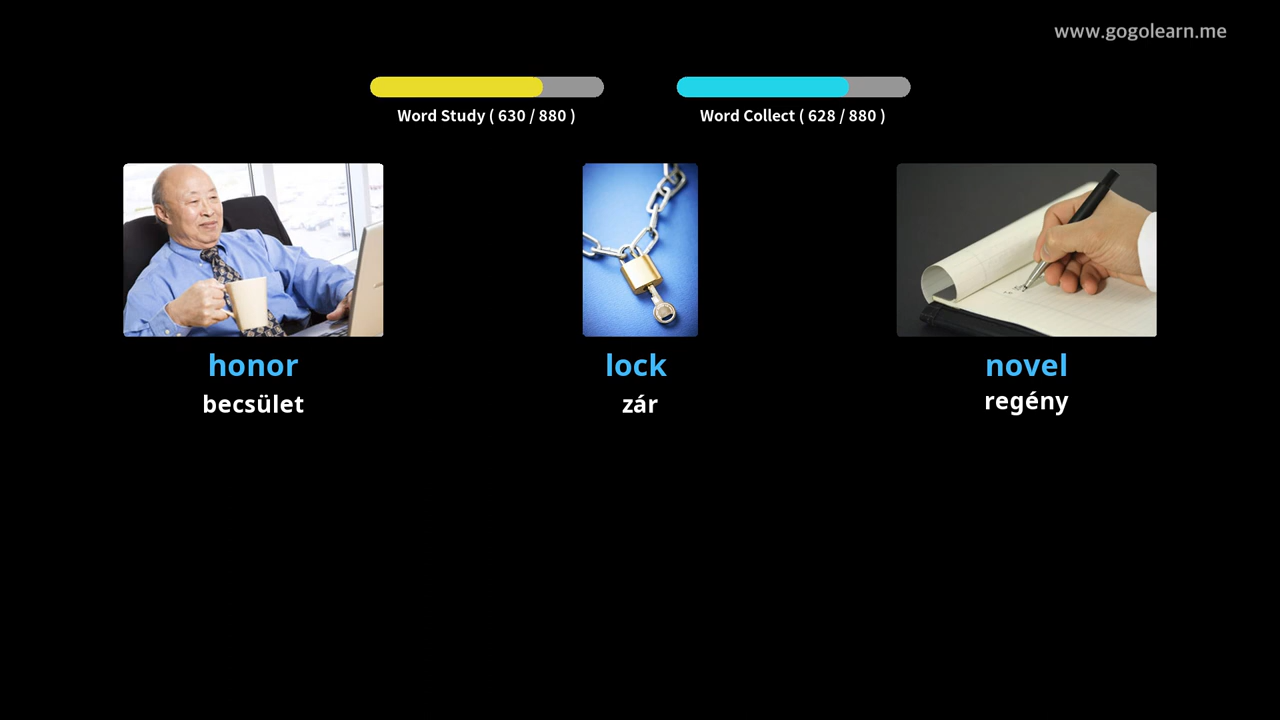 www.gogolearn.me
Word Study ( 630 / 880 )
Word Collect ( 628 / 880 )
honor
becsület
lock
zár
novel
regény